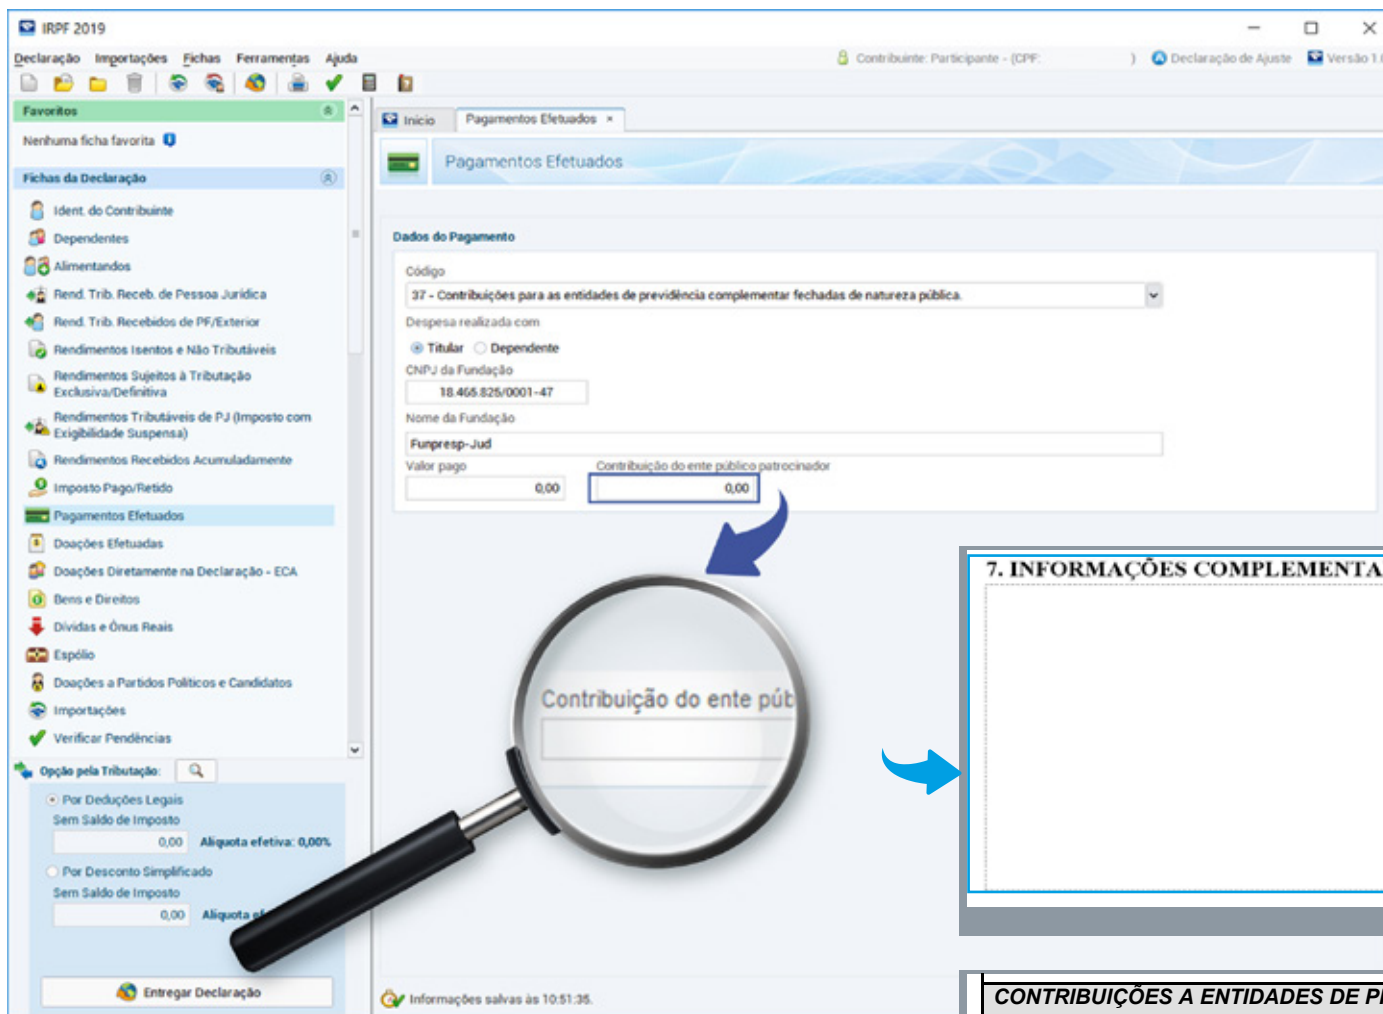 IRPF 2019
Declaração Importações Fichas Ferramentas Ajuda
Contribuinte: Participante - (CPF: ) Declaração de Ajuste Versão 1.
Favoritos
Nenhuma ficha favorita
Fichas da Declaração
Ident. do Contribuinte
Dependentes
Alimentandos
Rend. Trib. Receb. de Pessoa Jurídica
Rend. Trib. Recebidos de PF/Exterior
Rendimentos Isentos e Não Tributáveis
Rendimentos Sujeitos à Tributação
Exclusiva/Definitiva
Rendimentos Tributáveis de PJ (Imposto com
Exigibilidade Suspensa)
Rendimentos Recebidos Acumuladamente
Imposto Pago/Retido
Pagamentos Efetuados
Doações Efetuadas
Doações Diretamente na Declaração - ECA
Bens e Direitos
Dívidas e Ônus Reais
Espólio
Doações a Partidos Políticos e Candidatos
Importações
Verificar Pendências
Opção pela Tributação:
Por Deduções Legais
Sem Saldo de Imposto
0,00 Alíquota efetiva: 0,00%
Por Desconto Simplificado
Sem Saldo de Imposto
0,00 Alíquota
Entregar Declaração
Início Pagamentos Efetuados ×
Pagamentos Efetuados
Dados do Pagamento
Código
37 - Contribuições para as entidades de previdência complementar fechadas de natureza pública.
Despesa realizada com
Titular Dependente
CNPJ da Fundação
18.465.825/0001-47
Nome da Fundação
Funpresp-Jud
Valor pago Contribuição do ente público patrocinador
0,00 0,00
Contribuição do ente púb
Informações salvas às 10:51:35.
7. INFORMAÇÕES COMPLEMENTA
CONTRIBUIÇÕES A ENTIDADES DE